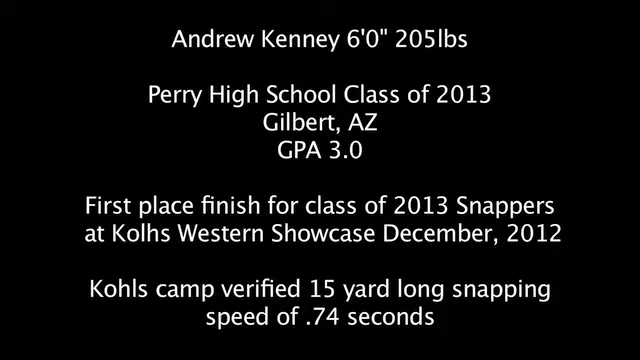 Andrew Kenney 6'0" 205lbs
Perry High School Class of 2013
Gilbert, AZ
GPA 3.0
First place finish for class of 2013 Snappers
at Kolhs Western Showcase December, 2012
Kohls camp verified 15 yard long snapping
speed of .74 seconds